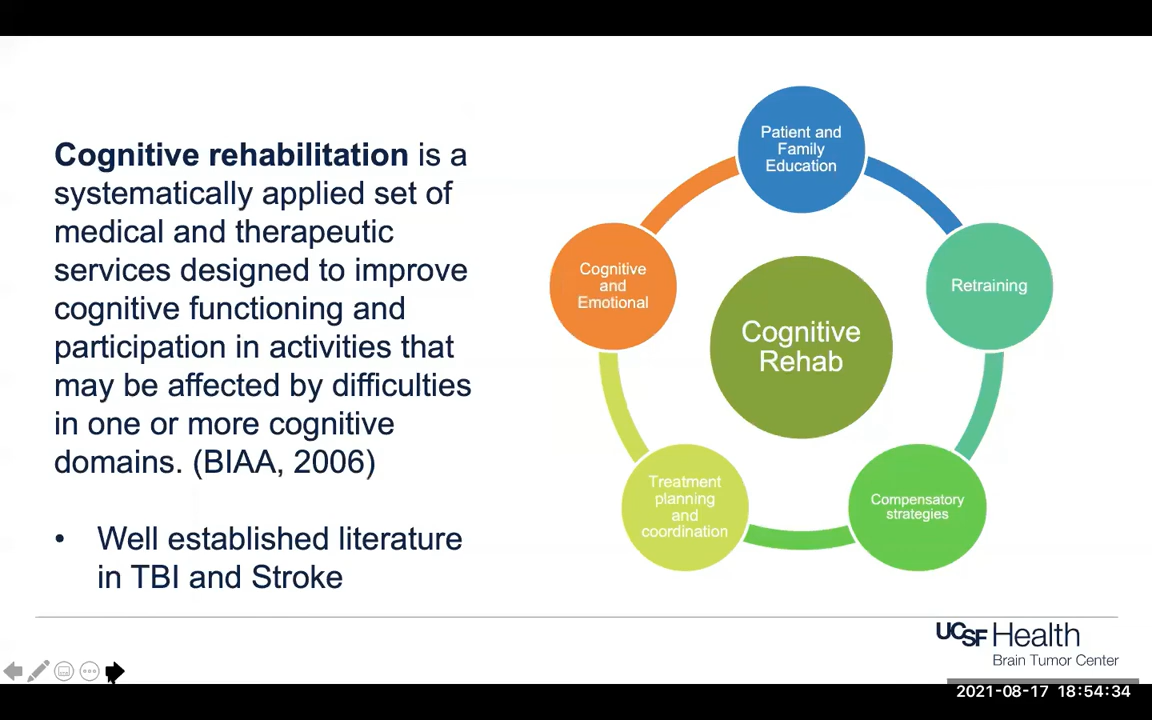 Cognitive rehabilitation is a
systematically applied set of
medical and therapeutic
services designed to improve
cognitive functioning and
participation in activities that
may be affected by difficulties
in one or more cognitive
domains. (BIAA, 2006)
• Well established literature
in TBI and Stroke
Patient and
Family
Education
Retraining
Compensatory
strategies
Treatment
planning
and
coordination
Cognitive
and
Emotional
Cognitive
Rehab
UCSF Health
Brain Tumor Center
2021-08-17 18:54:34